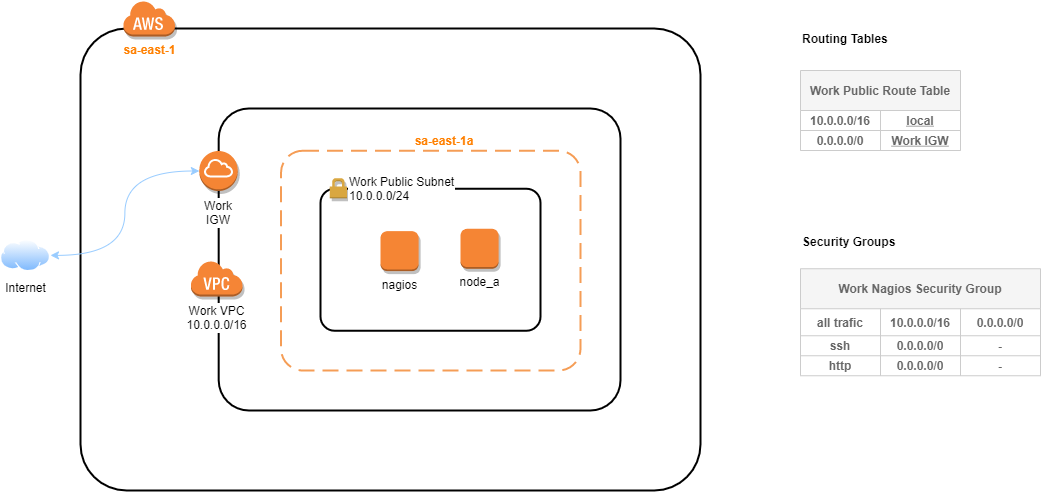 AWS
sa-east-1
sa-east-1a
Work Public Subnet
10.0.0.0/24
Work
IGW
nagios
node_a
Internet
VPC
Work VPC
10.0.0.0/16
Routing Tables
Work Public Route Table
10.0.0.0/16 local
0.0.0.0/0 Work IGW
Security Groups
Work Nagios Security Group
all trafic 10.0.0.0/16 0.0.0.0/0
ssh 0.0.0.0/0 -
http 0.0.0.0/0 -